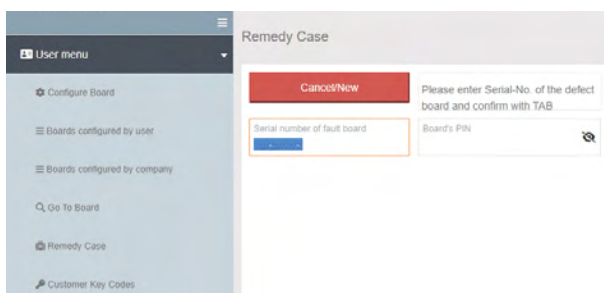 User menu
Configure Board
Boards configured by user
Boards configured by company
Go To Board
Remedy Case
Customer Key Codes
Remedy Case
Cancel/New
Please enter Serial-No. of the defect
board and confirm with TAB
Serial number of fault board
Board's PIN